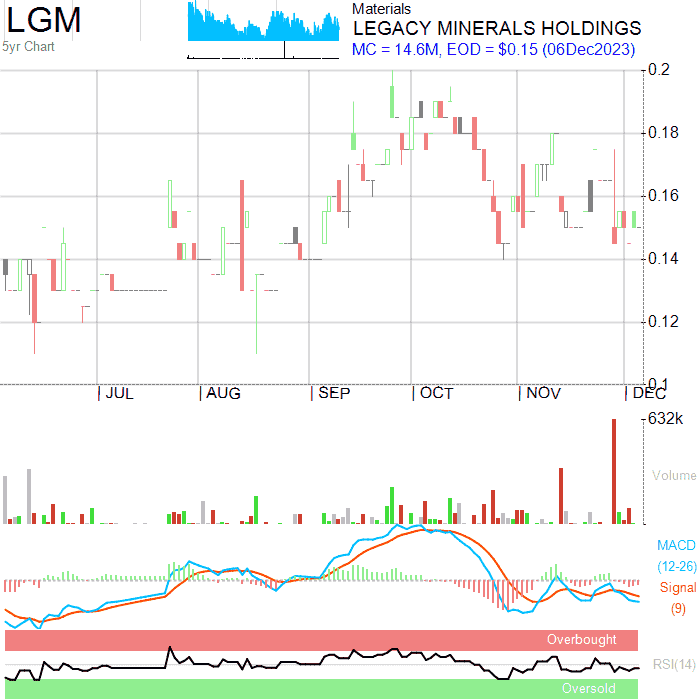 LGM
5yr Chart
Materials
LEGACY MINERALS HOLDINGS
MC = 14.6M, EOD = $0.15 (06Dec2023)
0.2
0.18
0.16
0.14
0.12
0.1
JUL AUG SEP OCT NOV DEC
632k
Volume
MACD
(12-26)
Signal
(9)
Overbought
RSI(14)
Oversold